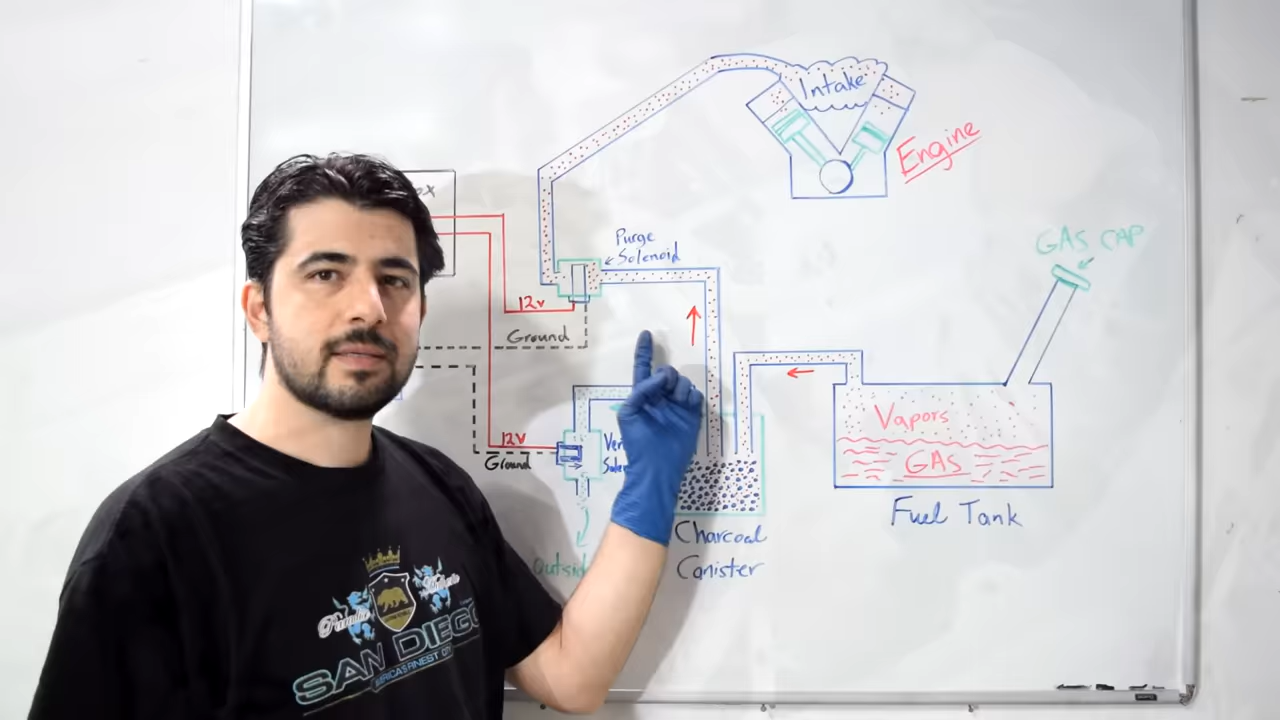 Intake
Engine
Purge
Solenoid
GAS CAP
12v
Ground
12V
Ground
Vapors
GAS
Fuel Tank
Charcoal
Canister
SAN DIEGO